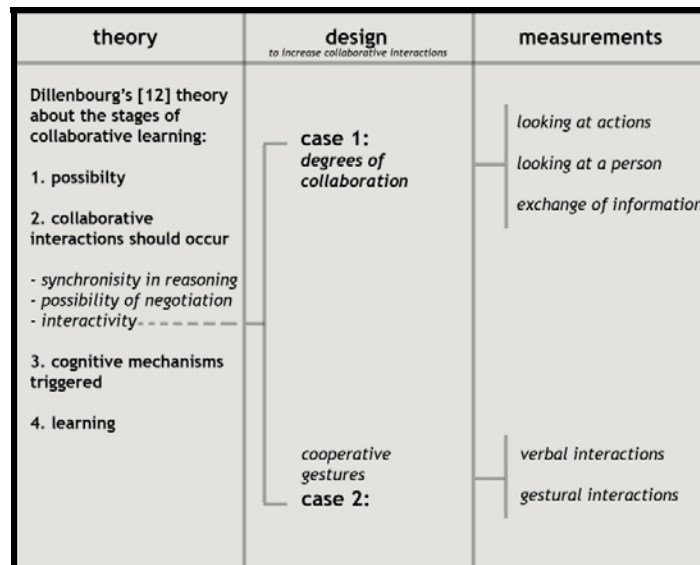 theory
design
to increase collaborative interactions
measurements
Dillenbourg's [12] theory
about the stages of
collaborative learning:
1. possibilty
2. collaborative
interactions should occur
- synchronisity in reasoning
- possibility of negotiation
- interactivity
3. cognitive mechanisms
triggered
4. learning
case 1:
degrees of
collaboration
cooperative
gestures
case 2:
looking at actions
looking at a person
exchange of information
verbal interactions
gestural interactions